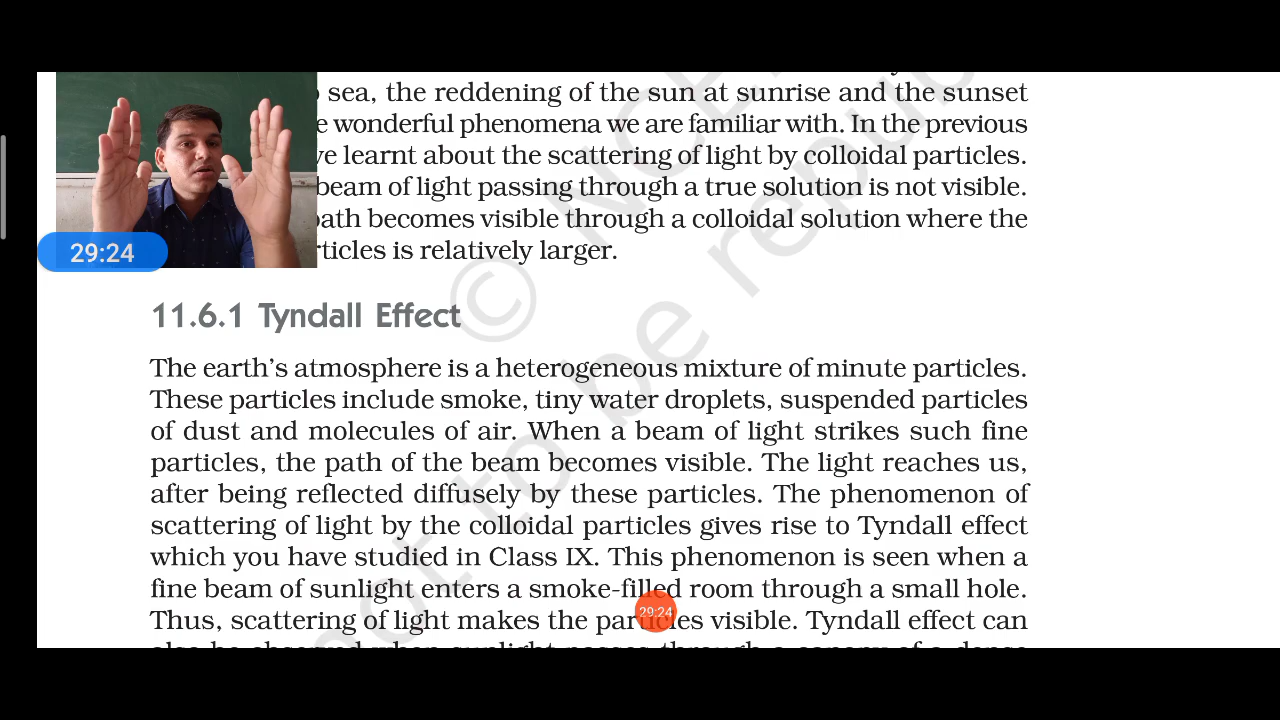 sea, the reddening of the sun at sunrise and the sunset
wonderful phenomena we are familiar with. In the previous
learnt about the scattering of light by colloidal particles.
beam of light passing through a true solution is not visible.
path becomes visible through a colloidal solution where the
is relatively larger.
29:24
11.6.1 Tyndall Effect
The earth's atmosphere is a heterogeneous mixture of minute particles.
These particles include smoke, tiny water droplets, suspended particles
of dust and molecules of air. When a beam of light strikes such fine
particles, the path of the beam becomes visible. The light reaches us,
after being reflected diffusely by these particles. The phenomenon of
scattering of light by the colloidal particles gives rise to Tyndall effect
which you have studied in Class IX. This phenomenon is seen when a
fine beam of sunlight enters a smoke-filled room through a small hole.
29:24
Thus, scattering of light makes the particles visible. Tyndall effect can
© NCE
not to be repu